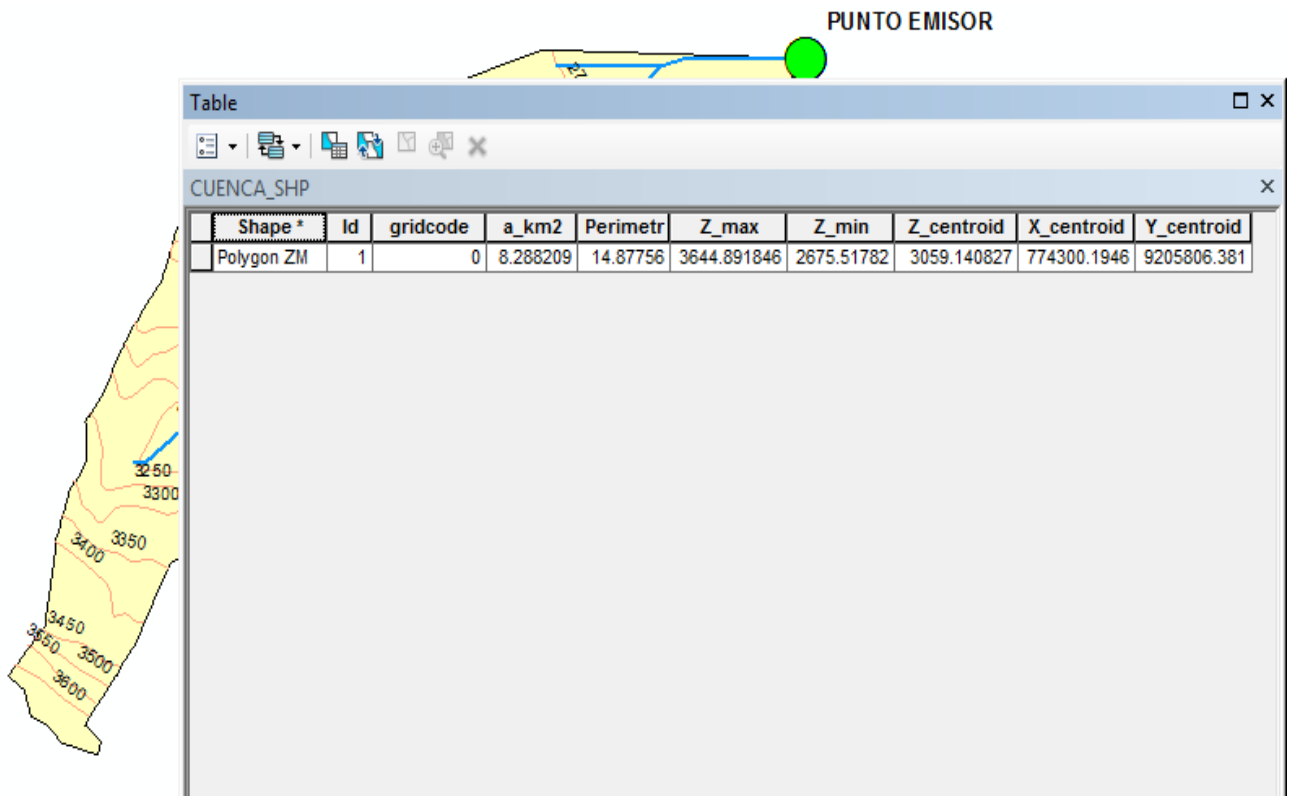 PUNTO EMISOR
27
Table
CUENCA_SHP
Shape * Id gridcode a_km2 Perimetr Z_max Z_min Z_centroid X_centroid Y_centroid
Polygon ZM 1 0 8.288209 14.87756 3644.891846 2675.51782 3059.140827 774300.1946 9205806.381
3250
3300
3350
3400
3450
3550
3500
3600